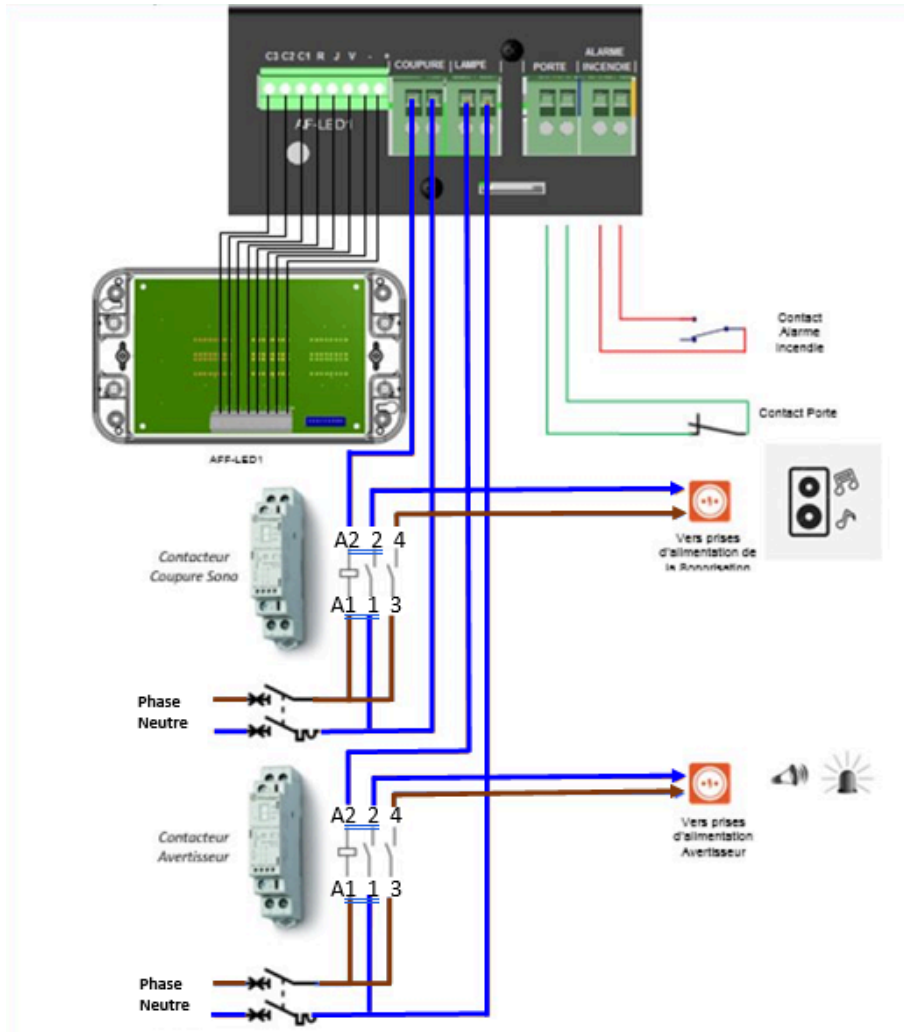 C3 C2 C1 R J V - +
COUPURE | LAMPE
PORTE
ALARME
INCENDIE
AF-LED1
AFF-LED1
Contact
Alarme
Incendie
Contact Porte
Contacteur
Coupure Sono
A2 2 4
A1 1 3
Vers prises
d'alimentation de
la Sonorisation
Phase
Neutre
Contacteur
Avertisseur
A2 2 4
A1 1 3
Vers prises
d'alimentation
Avertisseur
Phase
Neutre